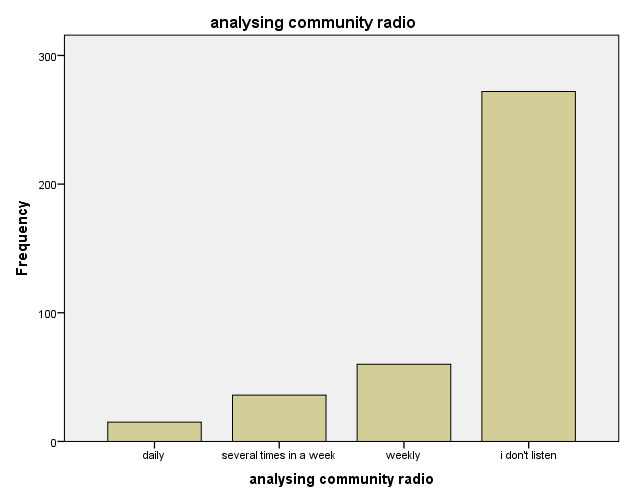 analysing community radio
300
200
100
0
Frequency
daily
several times in a week
weekly
i don't listen
analysing community radio